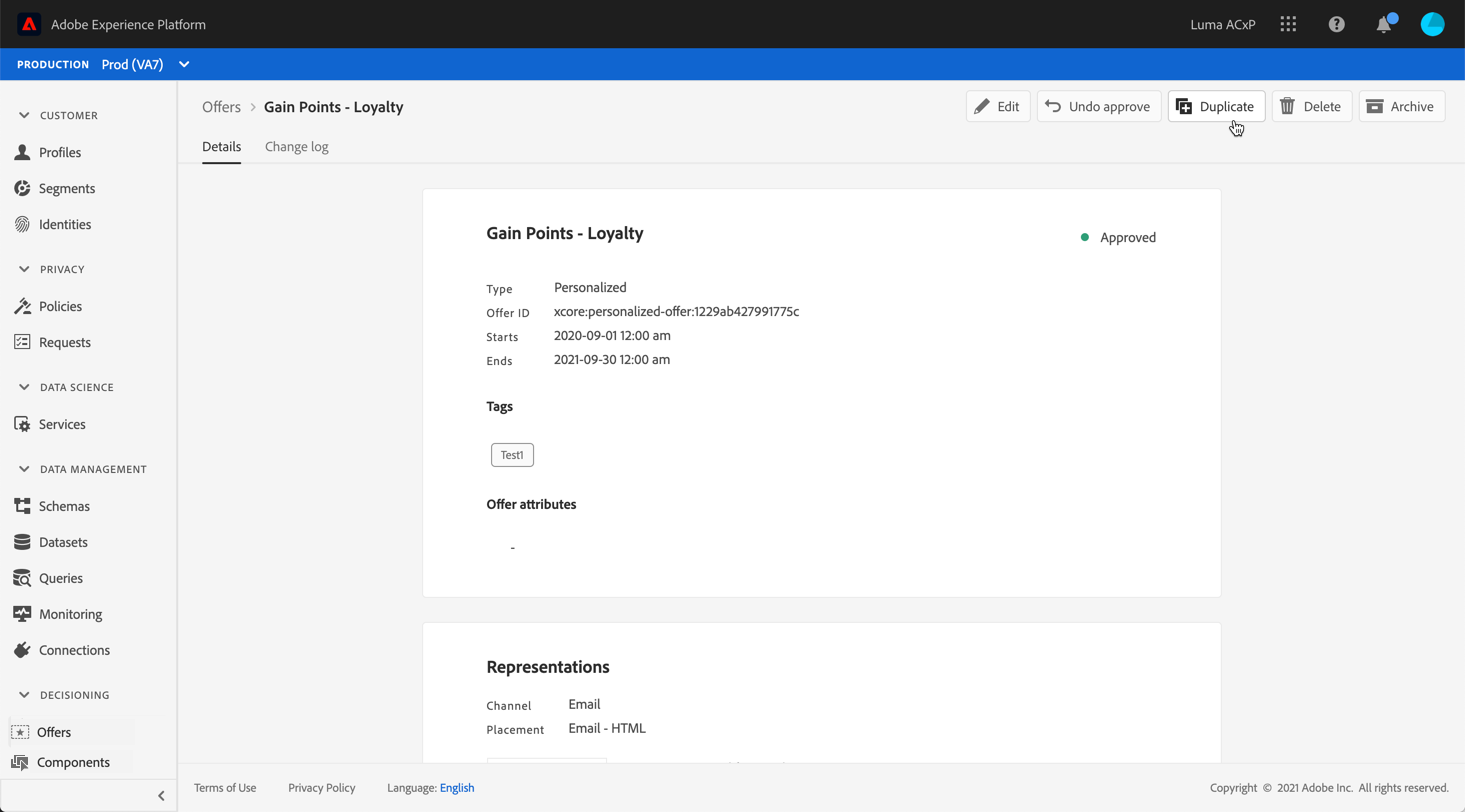 Adobe Experience Platform
Luma ACxP
PRODUCTION Prod (VA7)
CUSTOMER
Profiles
Segments
Identities
PRIVACY
Policies
Requests
DATA SCIENCE
Services
DATA MANAGEMENT
Schemas
Datasets
Queries
Monitoring
Connections
DECISIONING
Offers
Components
Offers > Gain Points - Loyalty
Edit
Undo approve
Duplicate
Delete
Archive
Details Change log
Gain Points - Loyalty
Approved
Type Personalized
Offer ID xcore:personalized-offer:1229ab427991775c
Starts 2020-09-01 12:00 am
Ends 2021-09-30 12:00 am
Tags
Test1
Offer attributes
-
Representations
Channel Email
Placement Email - HTML
Terms of Use Privacy Policy Language: English
Copyright © 2021 Adobe Inc. All rights reserved.